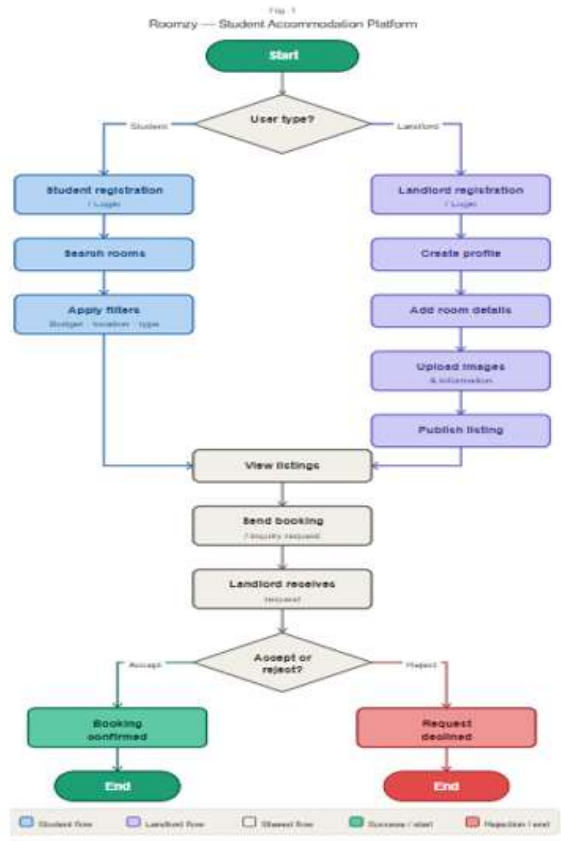 Fig. 1
Roomzy — Student Accommodation Platform
Start
User type?
Student
Landlord
Student registration
/ Login
Landlord registration
/ Login
Search rooms
Create profile
Apply filters
Budget · location · type
Add room details
Upload images
& information
Publish listing
View listings
Send booking
/ inquiry request
Landlord receives
request
Accept or
reject?
Accept
Reject
Booking
confirmed
Request
declined
End
End
Student flow
Landlord flow
Shared flow
Success / start
Rejection / end